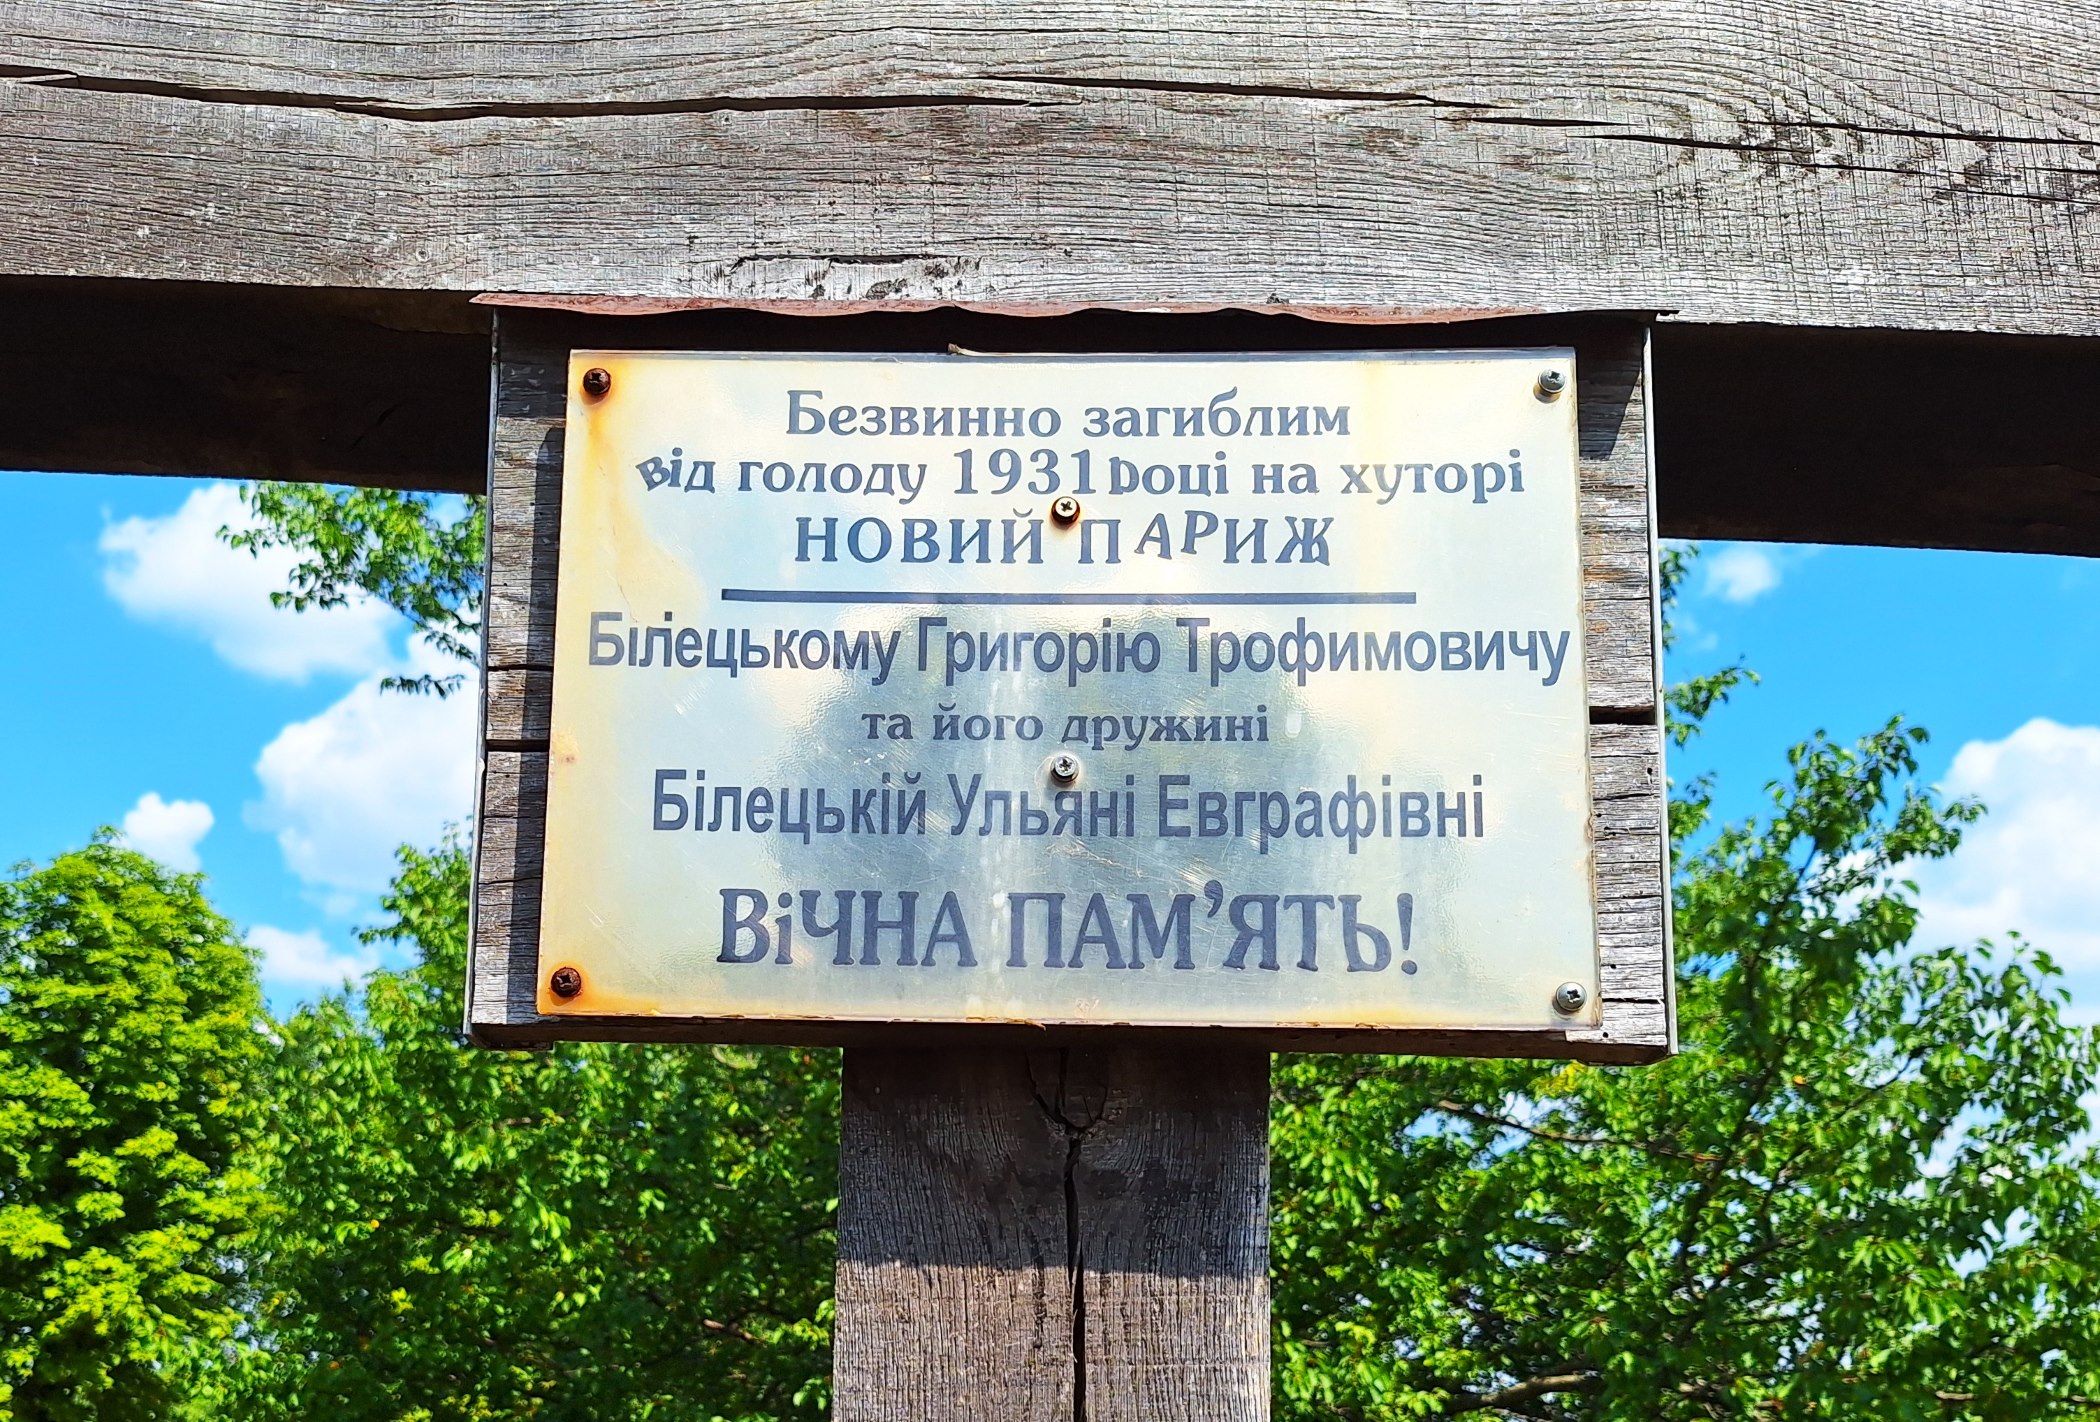 Безвинно загиблим
від голоду 1931 році на хуторі
НОВИЙ ПАРИЖ
Білецькому Григорію Трофимовичу
та його дружині
Білецькій Ульяні Евграфівні
ВІЧНА ПАМ'ЯТЬ!